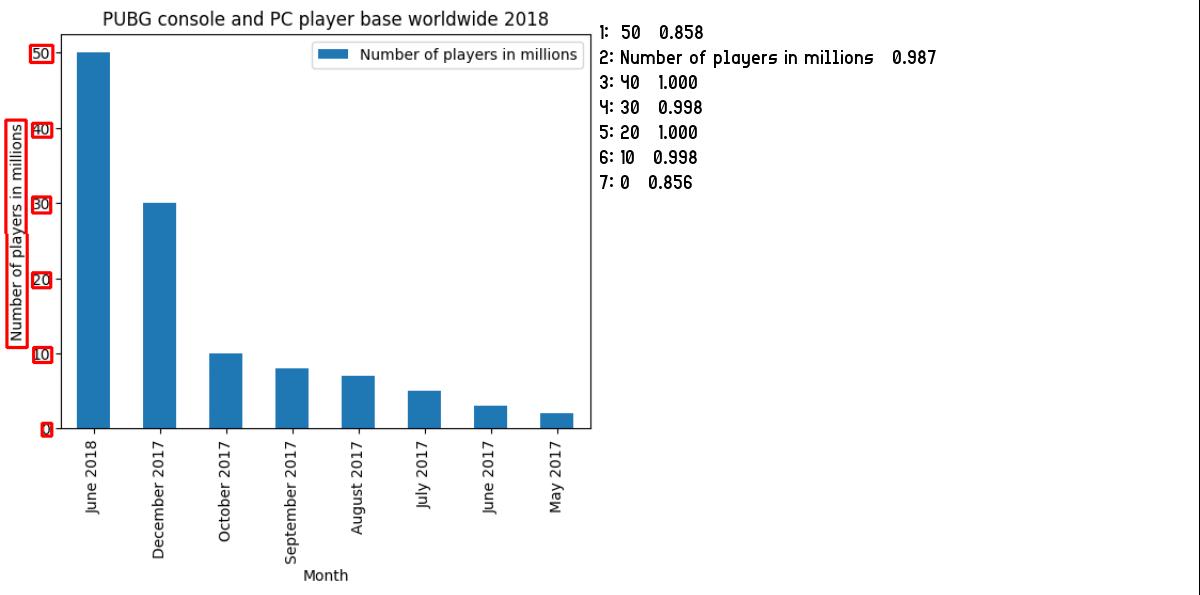 PUBG console and PC player base worldwide 2018
Number of players in millions
50
40
30
20
10
0
Number of players in millions
June 2018
December 2017
October 2017
September 2017
August 2017
July 2017
June 2017
May 2017
Month
1: 50 0.858
2: Number of players in millions 0.987
3: 40 1.000
4: 30 0.998
5: 20 1.000
6: 10 0.998
7: 0 0.856